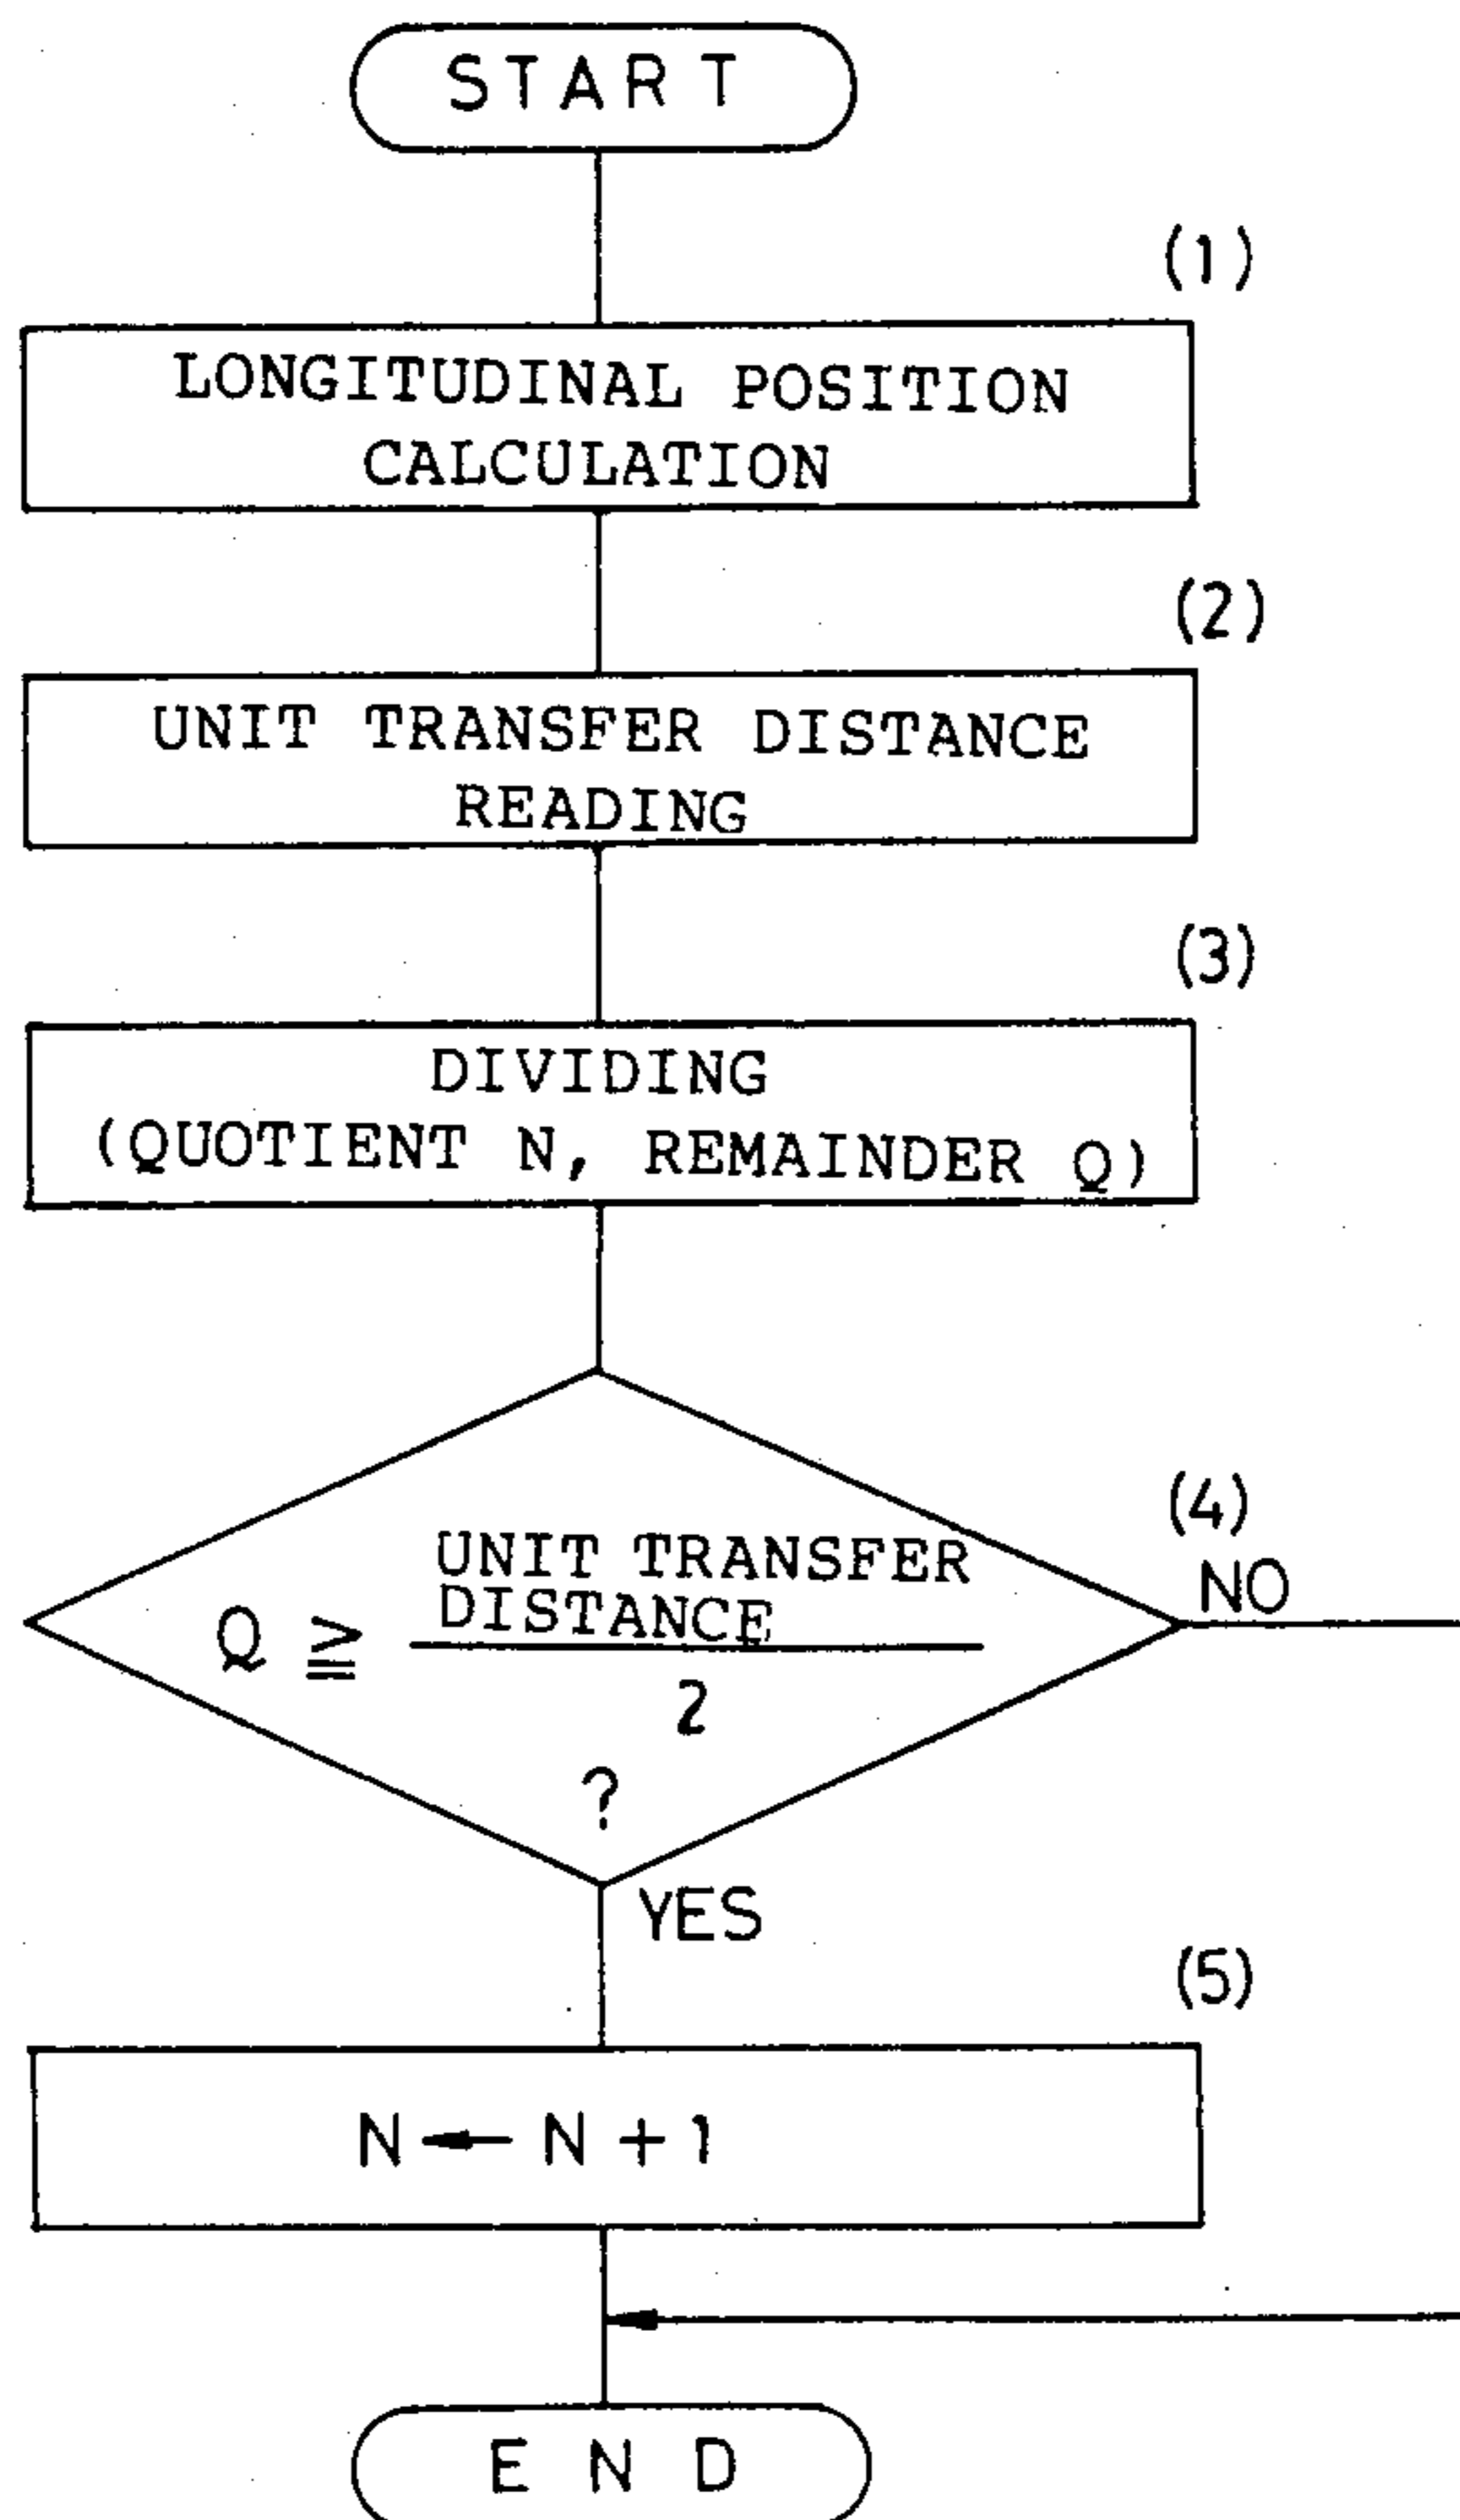 START
(1)
LONGITUDINAL POSITION
CALCULATION
(2)
UNIT TRANSFER DISTANCE
READING
(3)
DIVIDING
(QUOTIENT N, REMAINDER Q)
(4)
NO
UNIT TRANSFER
DISTANCE
Q ≧
2
?
YES
(5)
N ← N + 1
END